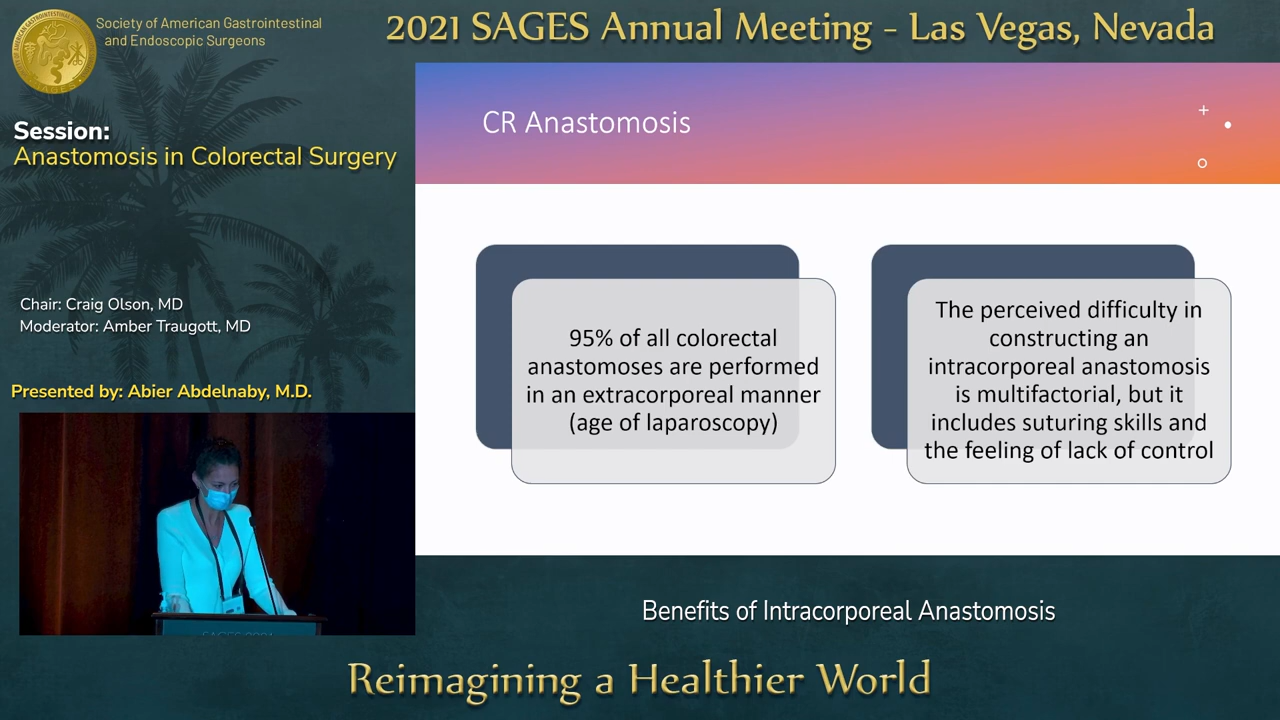 Society of American Gastrointestinal
and Endoscopic Surgeons
2021 SAGES Annual Meeting - Las Vegas, Nevada
Session:
Anastomosis in Colorectal Surgery
Chair: Craig Olson, MD
Moderator: Amber Traugott, MD
Presented by: Abier Abdelnaby, M.D.
CR Anastomosis
95% of all colorectal
anastomoses are performed
in an extracorporeal manner
(age of laparoscopy)
The perceived difficulty in
constructing an
intracorporeal anastomosis
is multifactorial, but it
includes suturing skills and
the feeling of lack of control
SAGES 2021
Benefits of Intracorporeal Anastomosis
Reimagining a Healthier World